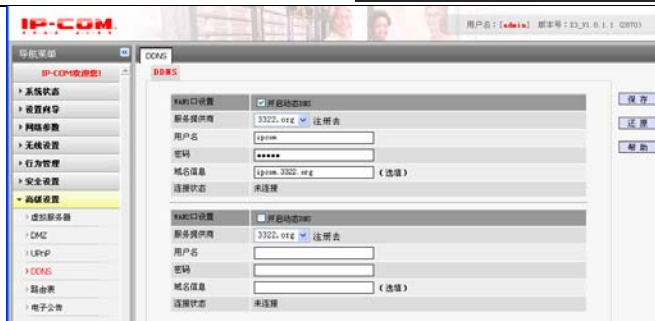 IP-COM
用户名：[admin] 版本号：
导航菜单
IP-COM欢迎您!
DDNS
DDNS
系统状态
设置向导
网络参数
无线设置
行为管理
安全设置
高级设置
虚拟服务器
DMZ
UPnP
DDNS
路由表
电子公告
WAN1口设置 开启动态DNS
服务提供商 3322.org 注册去
用户名 ipcom
密码 •••••
域名信息 ipcom.3322.org (选填)
连接状态 未连接
WAN2口设置 开启动态DNS
服务提供商 3322.org 注册去
用户名
密码
域名信息 (选填)
连接状态 未连接
保存
还原
帮助